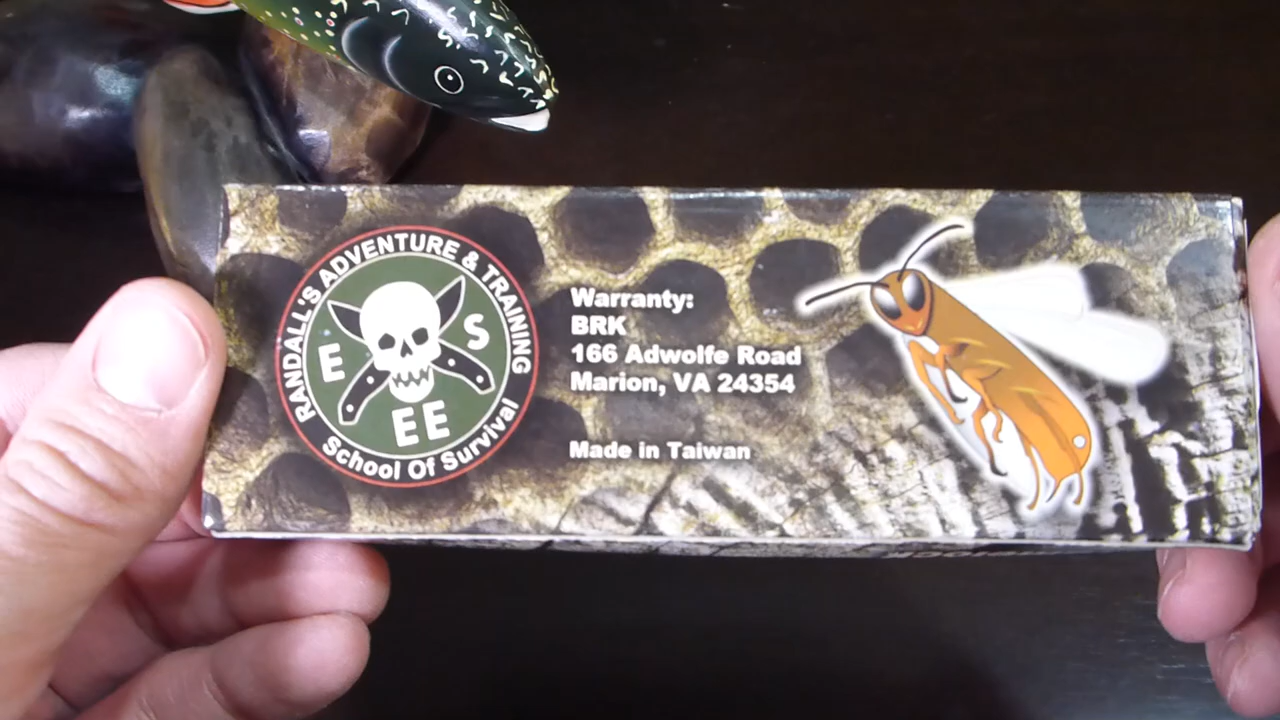 RANDALL'S ADVENTURE & TRAINING
E S
EE
School Of Survival
Warranty:
BRK
166 Adwolfe Road
Marion, VA 24354
Made in Taiwan